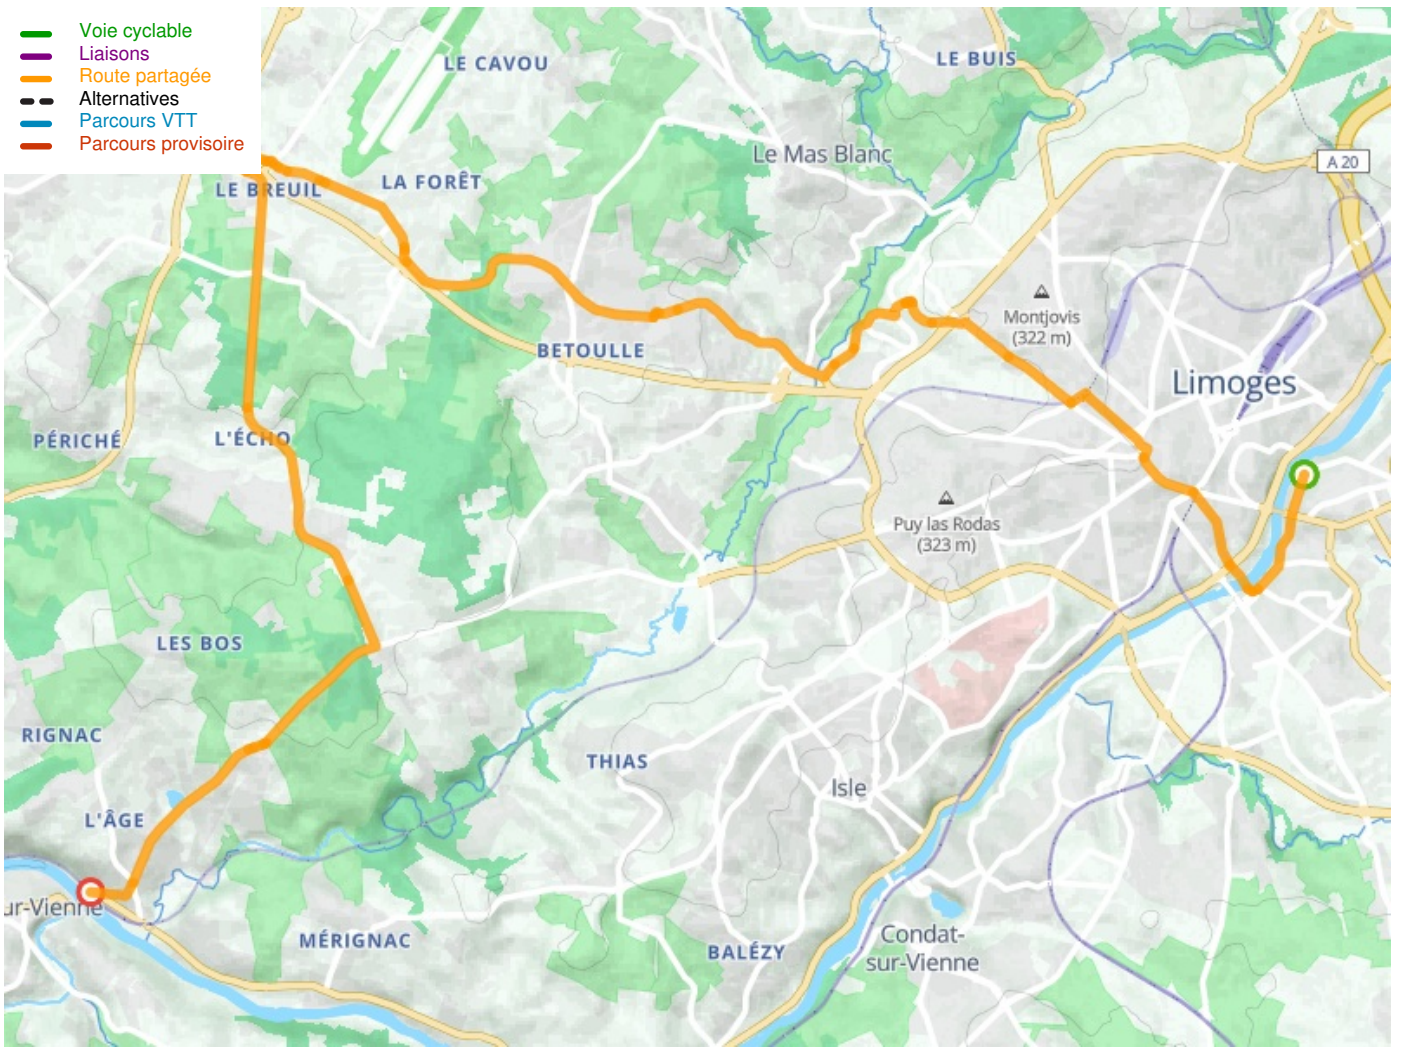 Voie cyclable
Liaisons
Route partagée
Alternatives
Parcours VTT
Parcours provisoire
LE CAVOU
LE BUIS
Le Mas Blanc
A 20
LA FORÊT
LE BREUIL
Montjovis
(322 m)
BETOULLE
Limoges
PÉRICHÉ
L'ÉCHO
Puy las Rodas
(323 m)
LES BOS
RIGNAC
THIAS
Isle
L'ÂGE
ur-Vienne
MÉRIGNAC
BALÉZY
Condat-
sur-Vienne